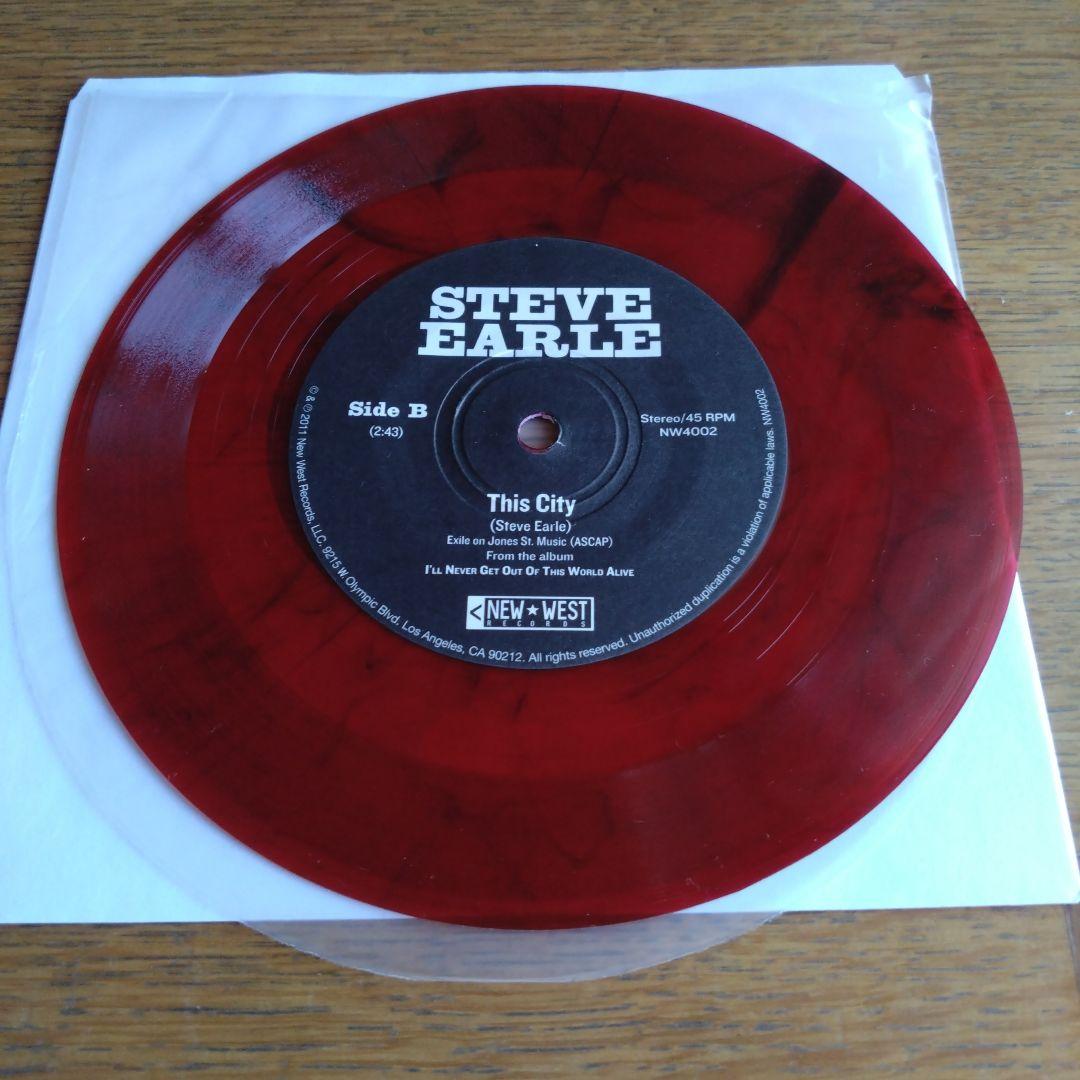 STEVE
EARLE
Side B
(2:43)
Stereo/45 RPM
NW4002
This City
(Steve Earle)
Exile on Jones St. Music (ASCAP)
From the album
I'LL NEVER GET OUT OF THIS WORLD ALIVE
NEW★WEST
RECORDS
© & ℗ 2011 New West Records, LLC. 9215 W. Olympic Blvd. Los Angeles, CA 90212. All rights reserved. Unauthorized duplication is a violation of applicable laws. NW4002